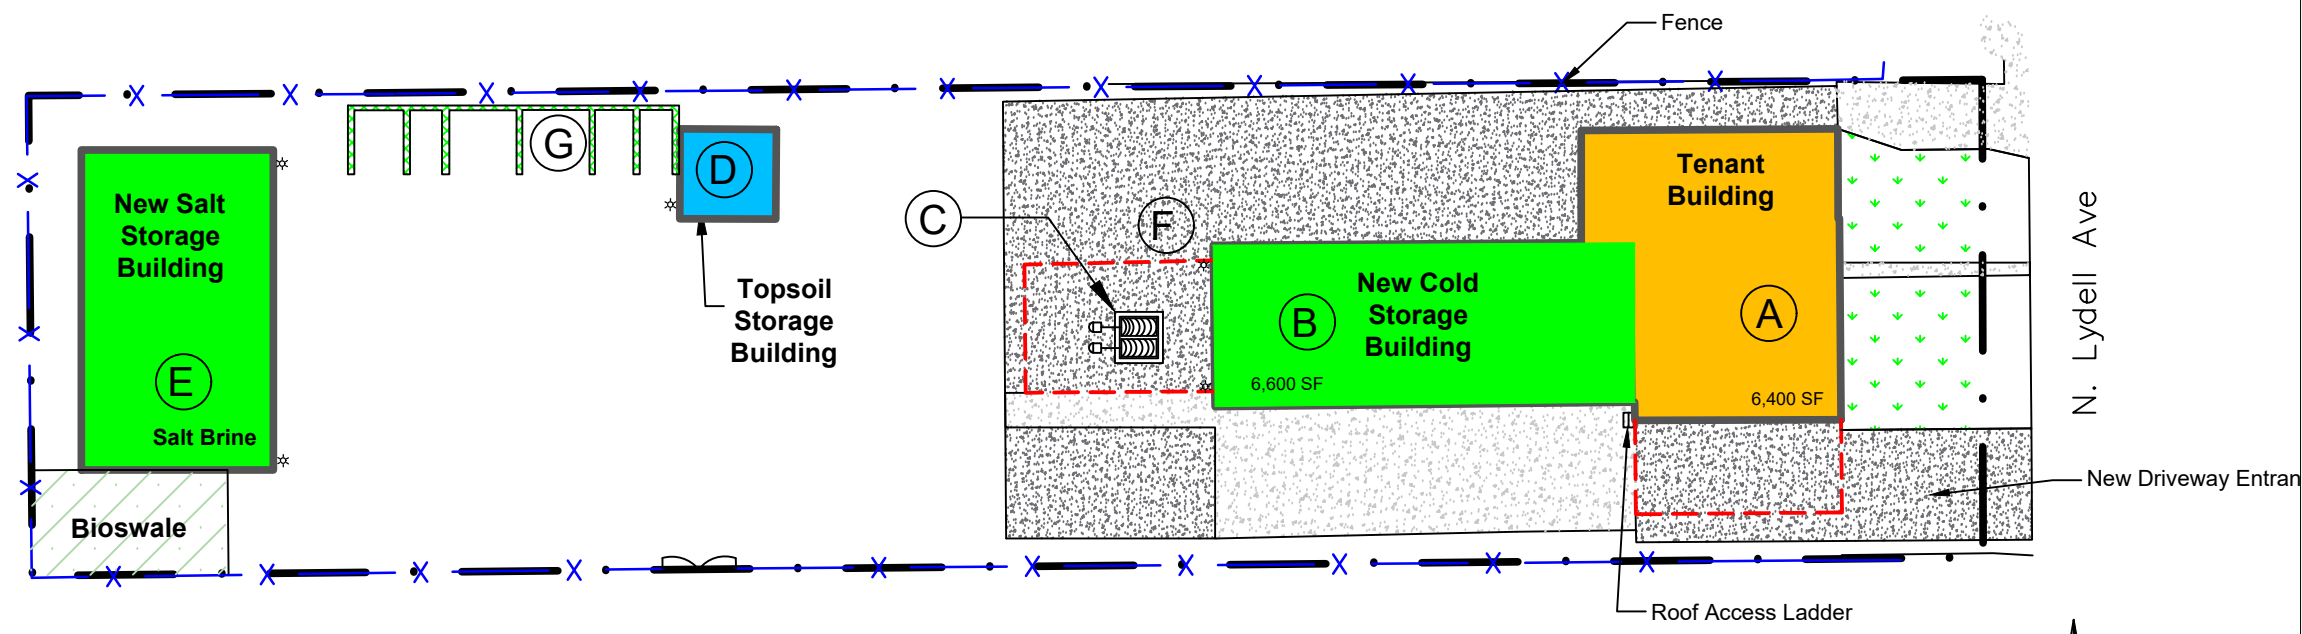 Fence
G
D
Tenant
Building
New Salt
Storage
Building
C
F
N. Lydell Ave
Topsoil
Storage
Building
New Cold
Storage
Building
B
A
E
6,600 SF
6,400 SF
Salt Brine
New Driveway Entran
Bioswale
Roof Access Ladder